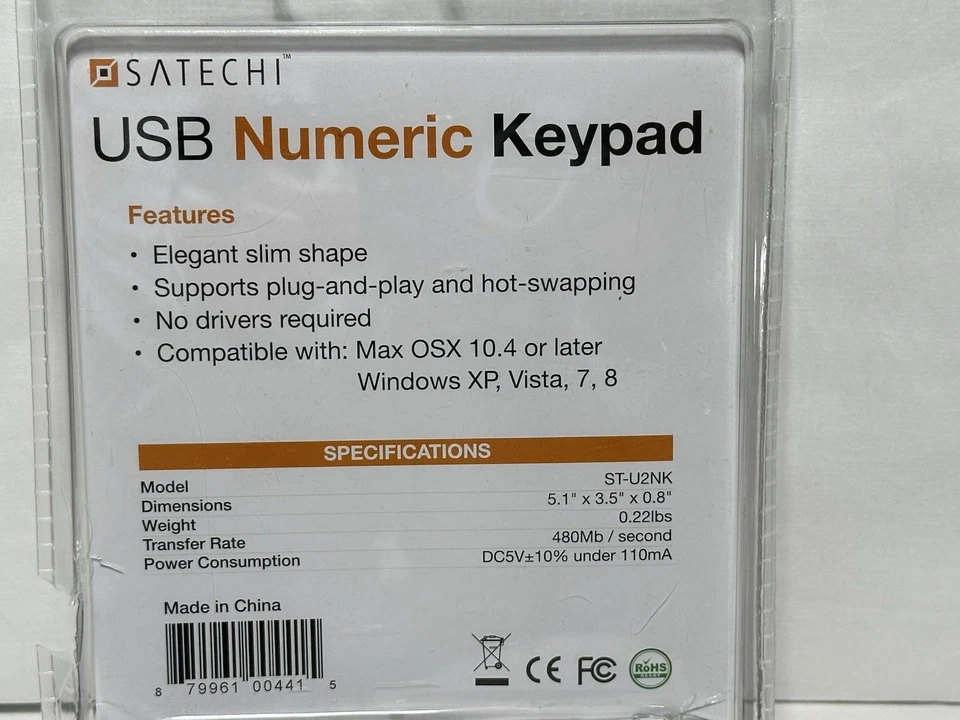 SATECHI™
USB Numeric Keypad
Features
• Elegant slim shape
• Supports plug-and-play and hot-swapping
• No drivers required
• Compatible with: Max OSX 10.4 or later
Windows XP, Vista, 7, 8
SPECIFICATIONS
Model ST-U2NK
Dimensions 5.1" x 3.5" x 0.8"
Weight 0.22lbs
Transfer Rate 480Mb / second
Power Consumption DC5V±10% under 110mA
Made in China
8 79961 00441 5
CE FC RoHS
READY